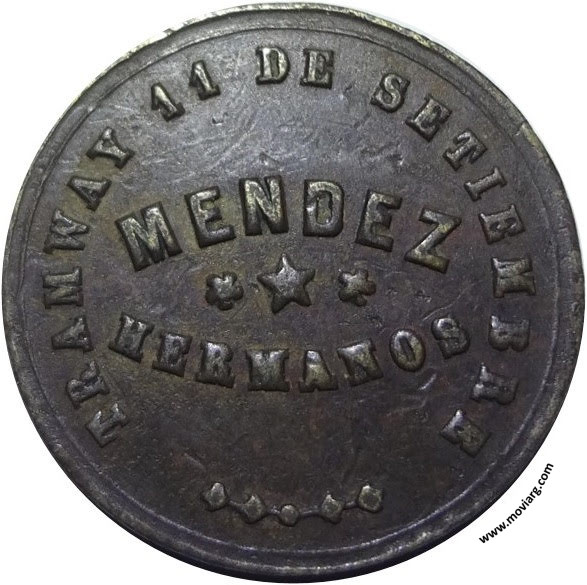 TRAMWAY 11 DE SETIEMBRE
MENDEZ
HERMANOS
www.moviarg.com